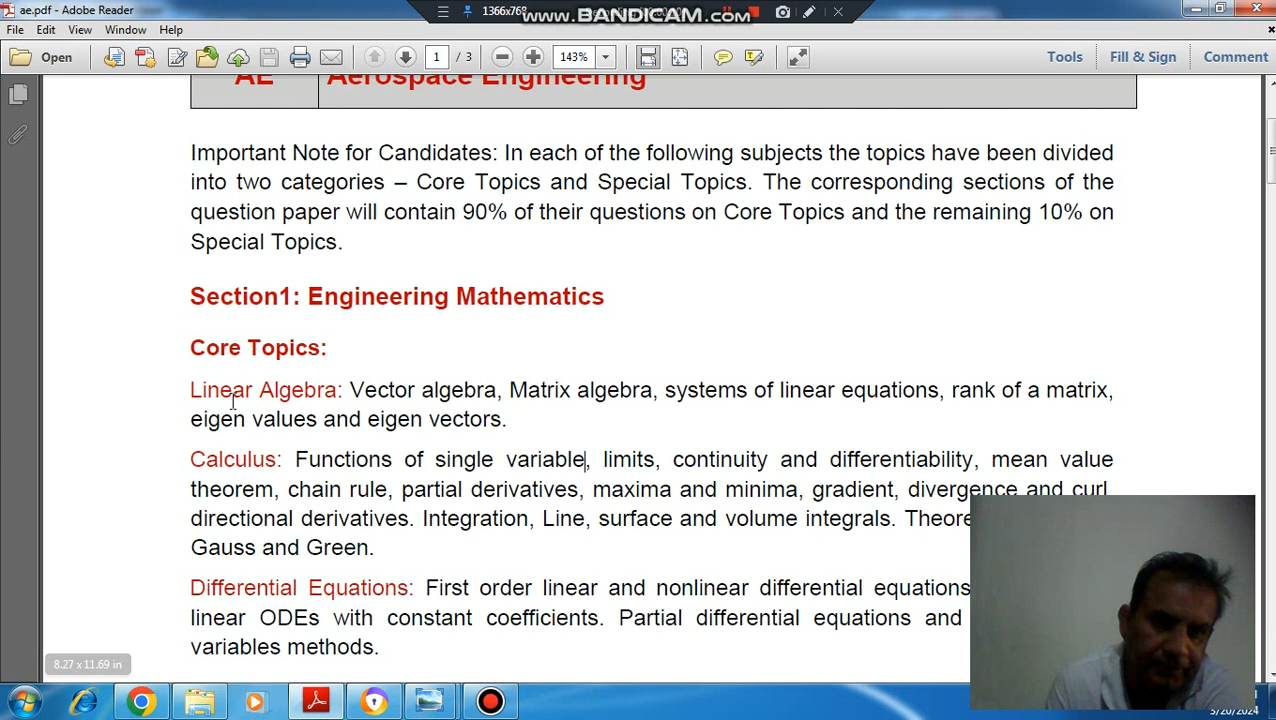 ae.pdf - Adobe Reader
1366x768
www.BANDICAM.com
File Edit View Window Help
Open
1 / 3
143%
Tools Fill & Sign Comment
AE Aerospace Engineering
Important Note for Candidates: In each of the following subjects the topics have been divided
into two categories – Core Topics and Special Topics. The corresponding sections of the
question paper will contain 90% of their questions on Core Topics and the remaining 10% on
Special Topics.
Section1: Engineering Mathematics
Core Topics:
Linear Algebra: Vector algebra, Matrix algebra, systems of linear equations, rank of a matrix,
eigen values and eigen vectors.
Calculus: Functions of single variable, limits, continuity and differentiability, mean value
theorem, chain rule, partial derivatives, maxima and minima, gradient, divergence and curl
directional derivatives. Integration, Line, surface and volume integrals.
Gauss and Green.
Differential Equations: First order linear and nonlinear differential equations
linear ODEs with constant coefficients. Partial differential equations and
variables methods.
8.27 x 11.69 in
3/20/2024